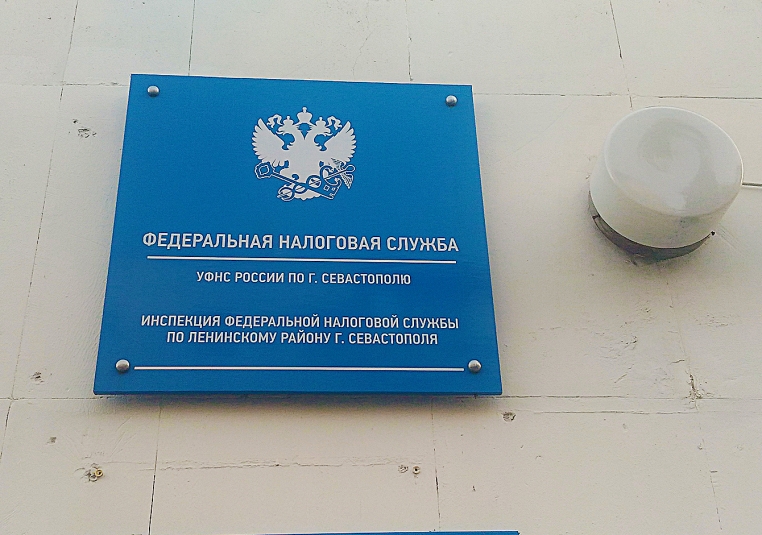 ФЕДЕРАЛЬНАЯ НАЛОГОВАЯ СЛУЖБА
УФНС РОССИИ ПО Г. СЕВАСТОПОЛЮ
ИНСПЕКЦИЯ ФЕДЕРАЛЬНОЙ НАЛОГОВОЙ СЛУЖБЫ
ПО ЛЕНИНСКОМУ РАЙОНУ Г. СЕВАСТОПОЛЯ